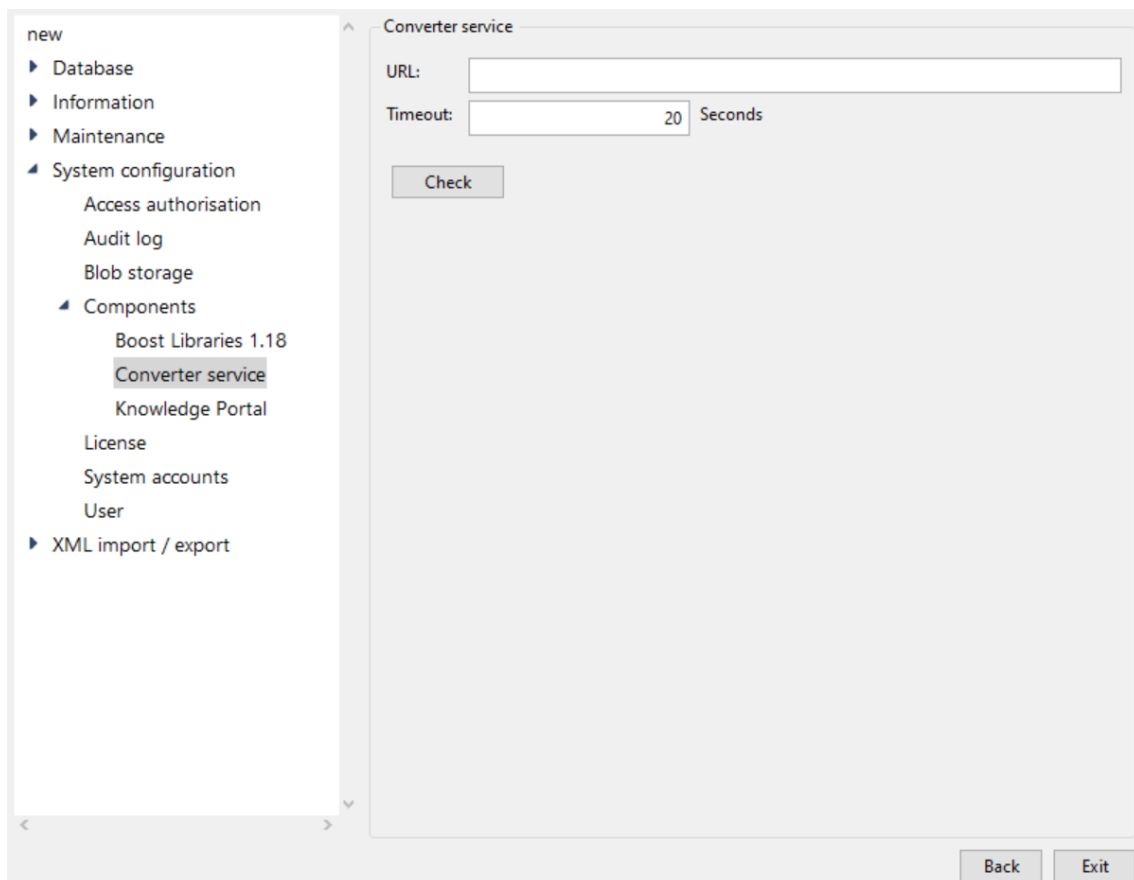 new
Database
Information
Maintenance
System configuration
Access authorisation
Audit log
Blob storage
Components
Boost Libraries 1.18
Converter service
Knowledge Portal
License
System accounts
User
XML import / export
Converter service
URL:
Timeout: 20 Seconds
Check
Back Exit